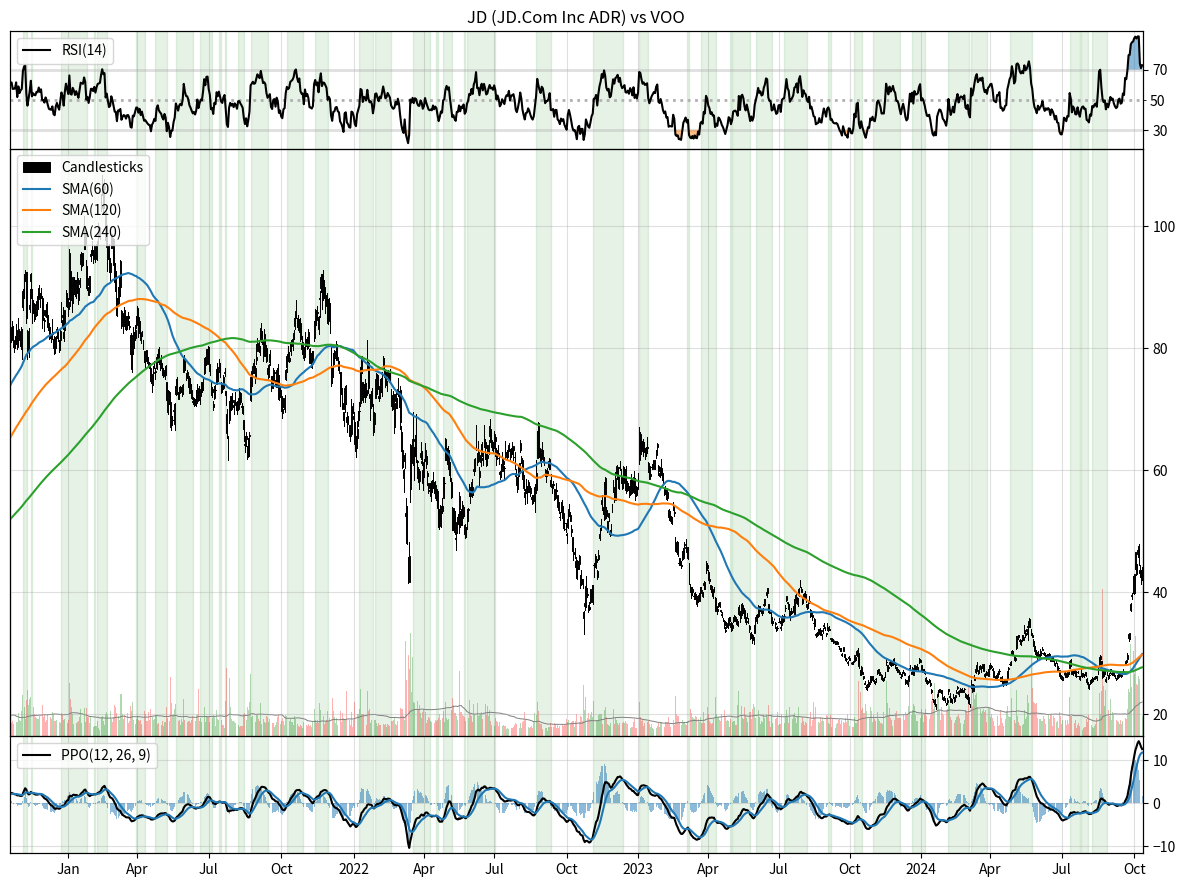 JD (JD.Com Inc ADR) vs VOO
RSI(14)
70
50
30
Candlesticks
SMA(60)
SMA(120)
SMA(240)
100
80
60
40
20
PPO(12, 26, 9)
10
0
−10
Jan Apr Jul Oct 2022 Apr Jul Oct 2023 Apr Jul Oct 2024 Apr Jul Oct